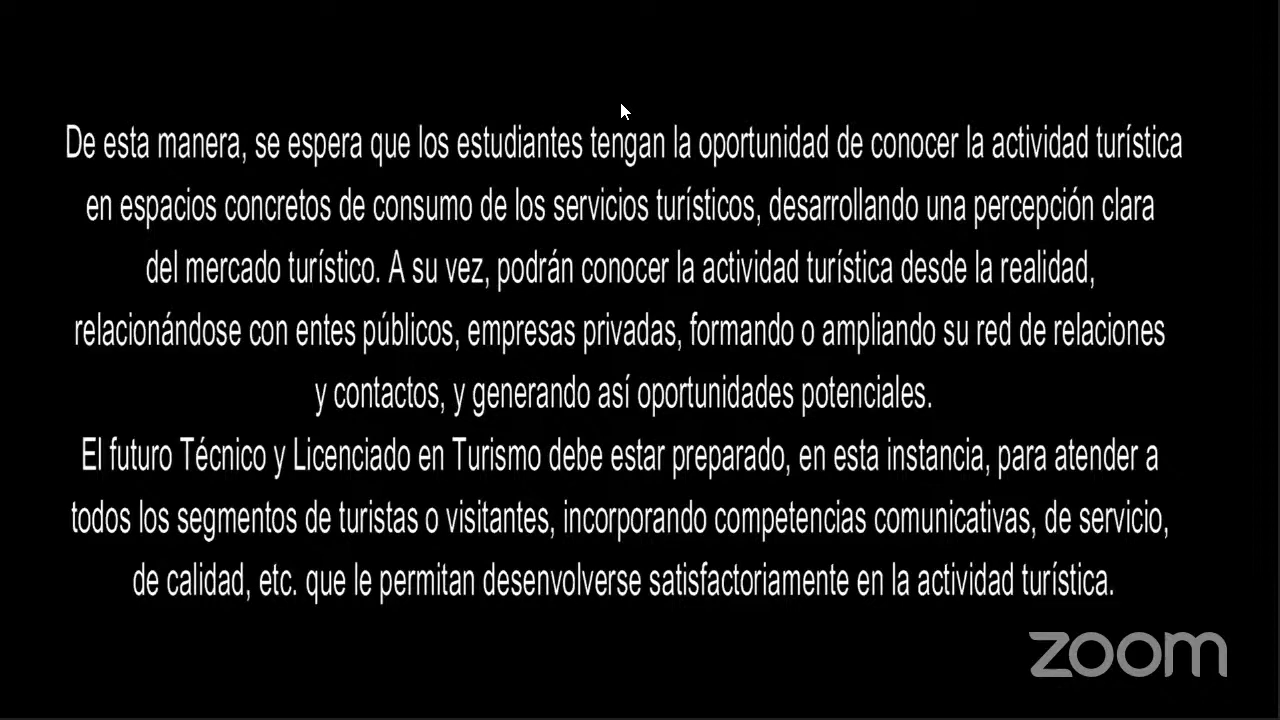 De esta manera, se espera que los estudiantes tengan la oportunidad de conocer la actividad turística
en espacios concretos de consumo de los servicios turísticos, desarrollando una percepción clara
del mercado turístico. A su vez, podrán conocer la actividad turística desde la realidad,
relacionándose con entes públicos, empresas privadas, formando o ampliando su red de relaciones
y contactos, y generando así oportunidades potenciales.
El futuro Técnico y Licenciado en Turismo debe estar preparado, en esta instancia, para atender a
todos los segmentos de turistas o visitantes, incorporando competencias comunicativas, de servicio,
de calidad, etc. que le permitan desenvolverse satisfactoriamente en la actividad turística.
zoom